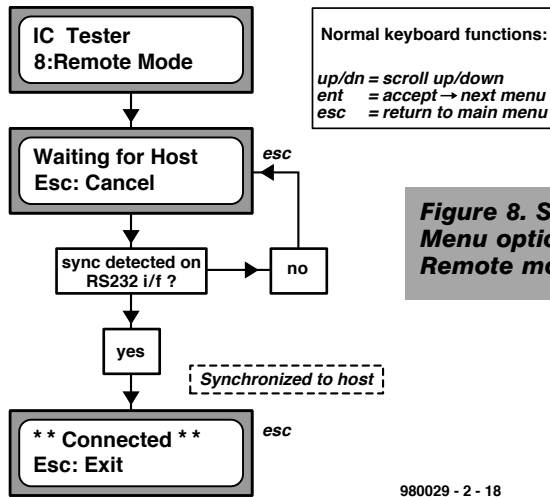 IC Tester
8:Remote Mode
Normal keyboard functions:
up/dn = scroll up/down
ent = accept → next menu
esc = return to main menu
Waiting for Host
Esc: Cancel
esc
Figure 8. S
Menu optio
Remote mo
sync detected on
RS232 i/f ?
no
yes
Synchronized to host
* * Connected * *
Esc: Exit
esc
980029 - 2 - 18